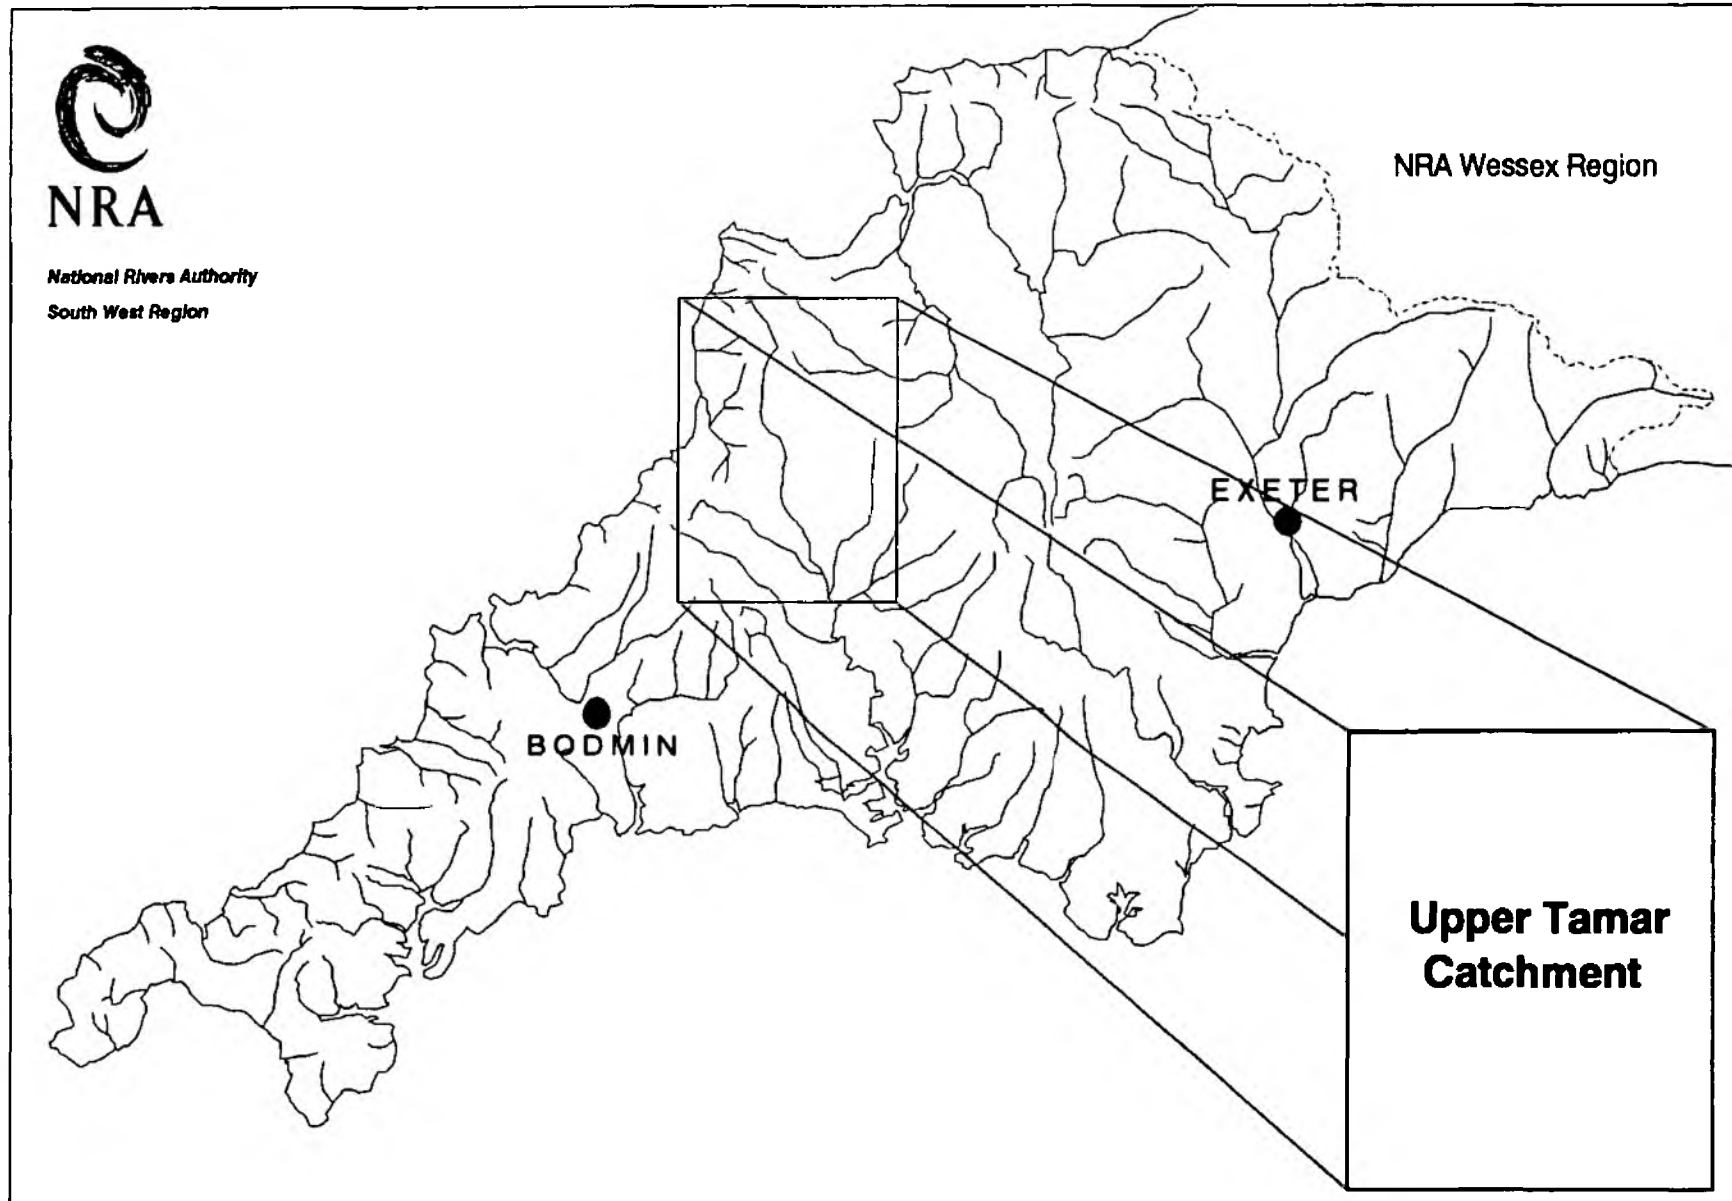 NRA
National Rivers Authority
South West Region
NRA Wessex Region
EXETER
BODMIN
Upper Tamar
Catchment